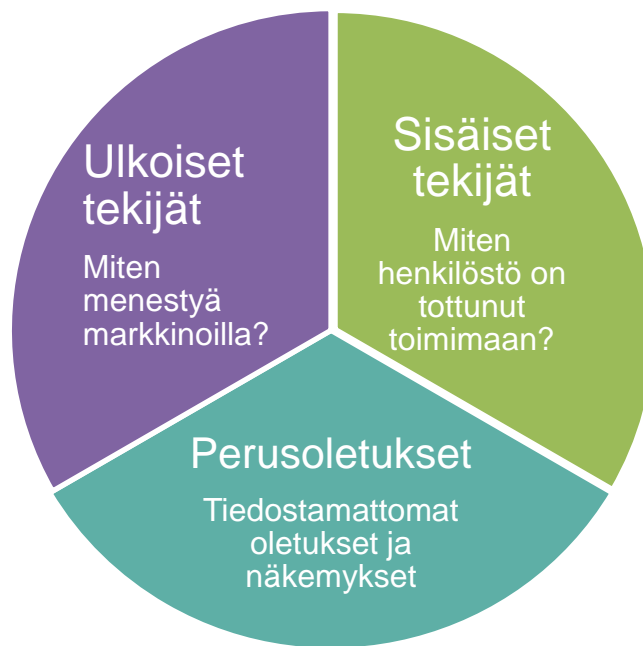 Ulkoiset
tekijät
Miten
menestyä
markkinoilla?
Sisäiset
tekijät
Miten
henkilöstö on
tottunut
toimimaan?
Perusoletukset
Tiedostamattomat
oletukset ja
näkemykset